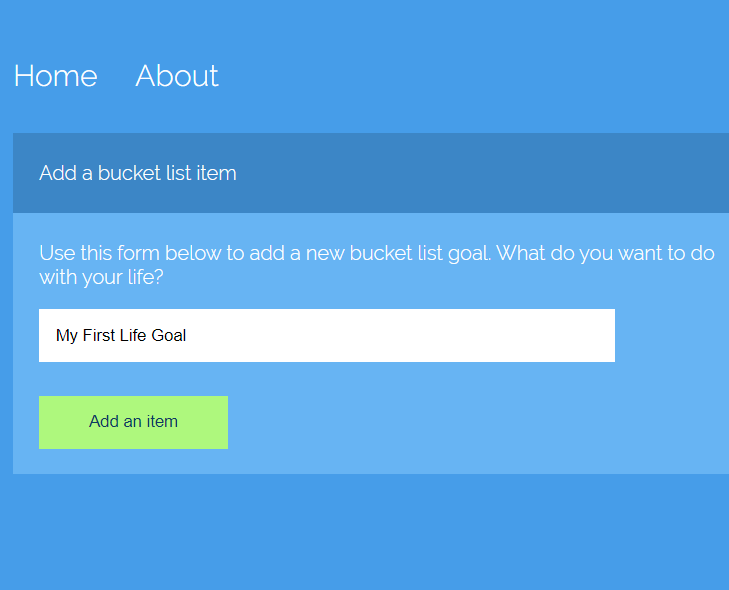 Home About
Add a bucket list item
Use this form below to add a new bucket list goal. What do you want to do
with your life?
My First Life Goal
Add an item